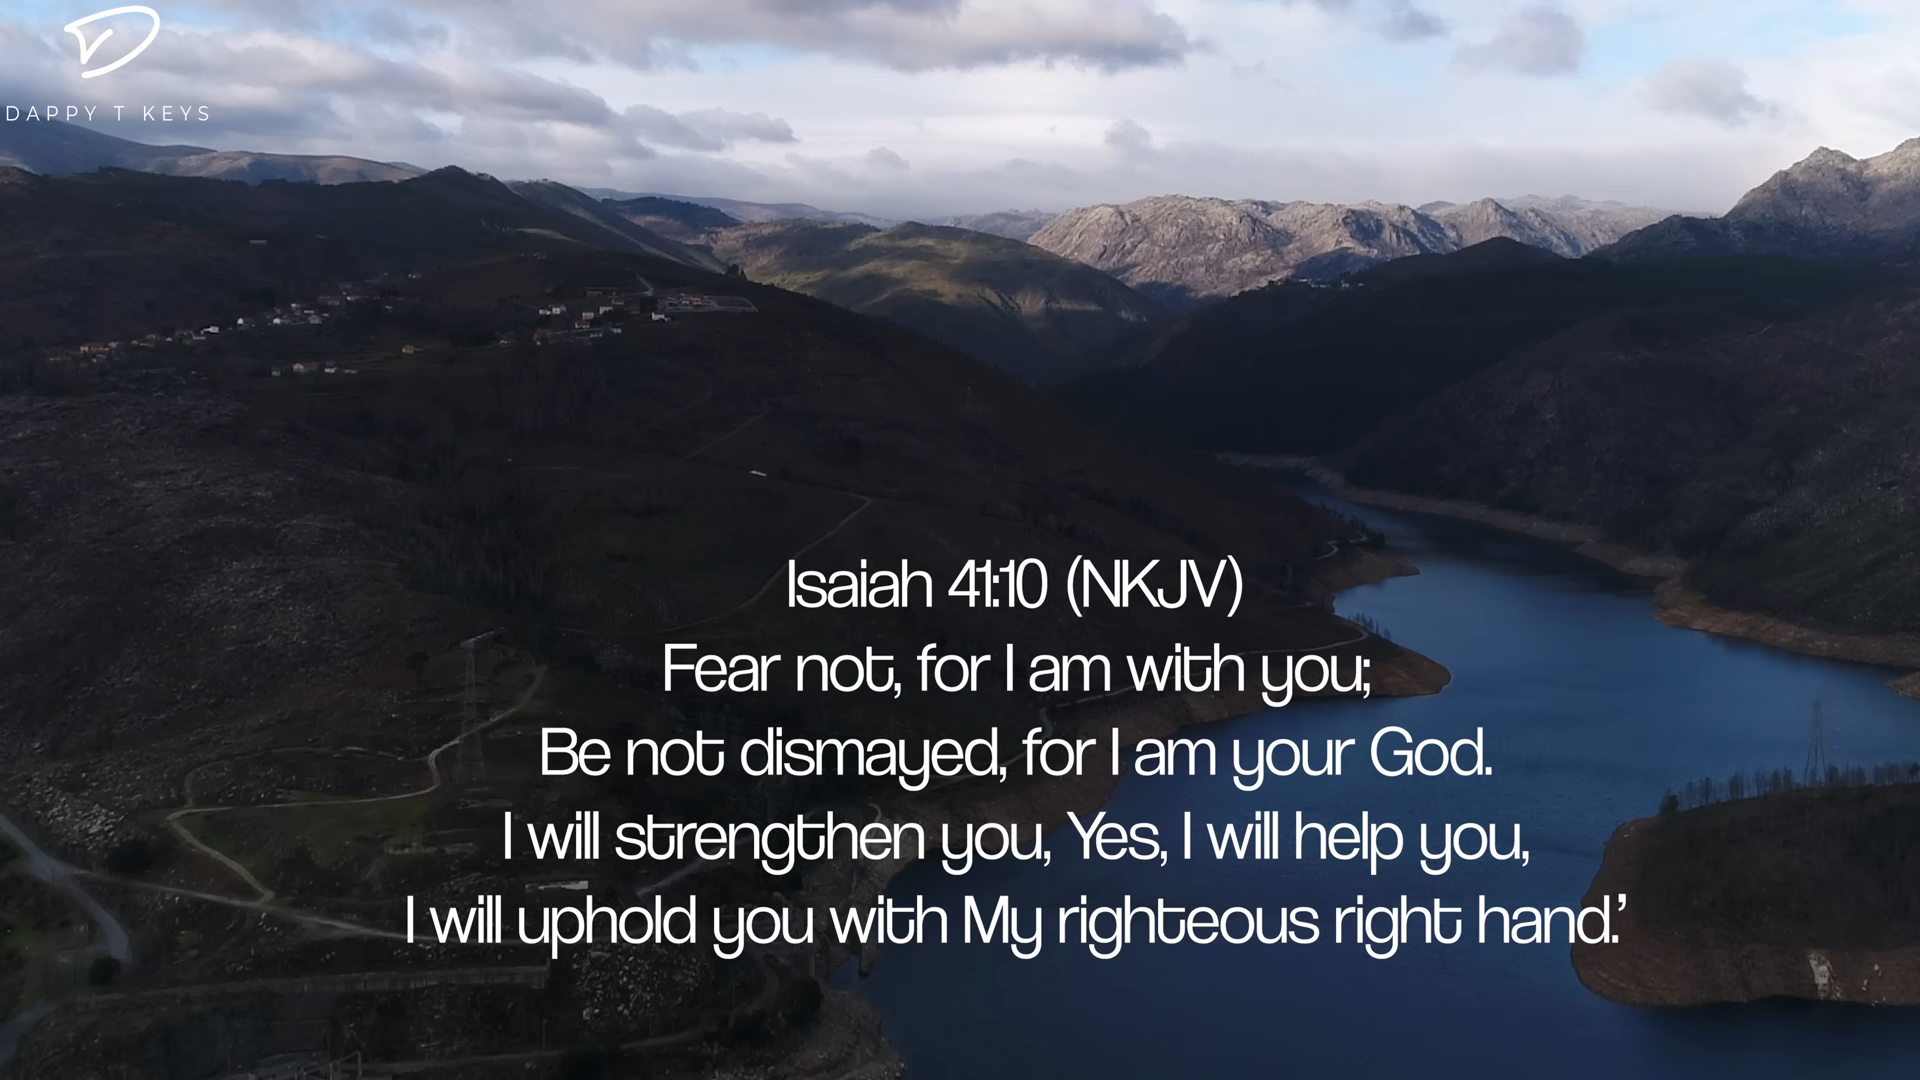 DAPPY T KEYS
Isaiah 41:10 (NKJV)
Fear not, for I am with you;
Be not dismayed, for I am your God.
I will strengthen you, Yes, I will help you,
I will uphold you with My righteous right hand.’